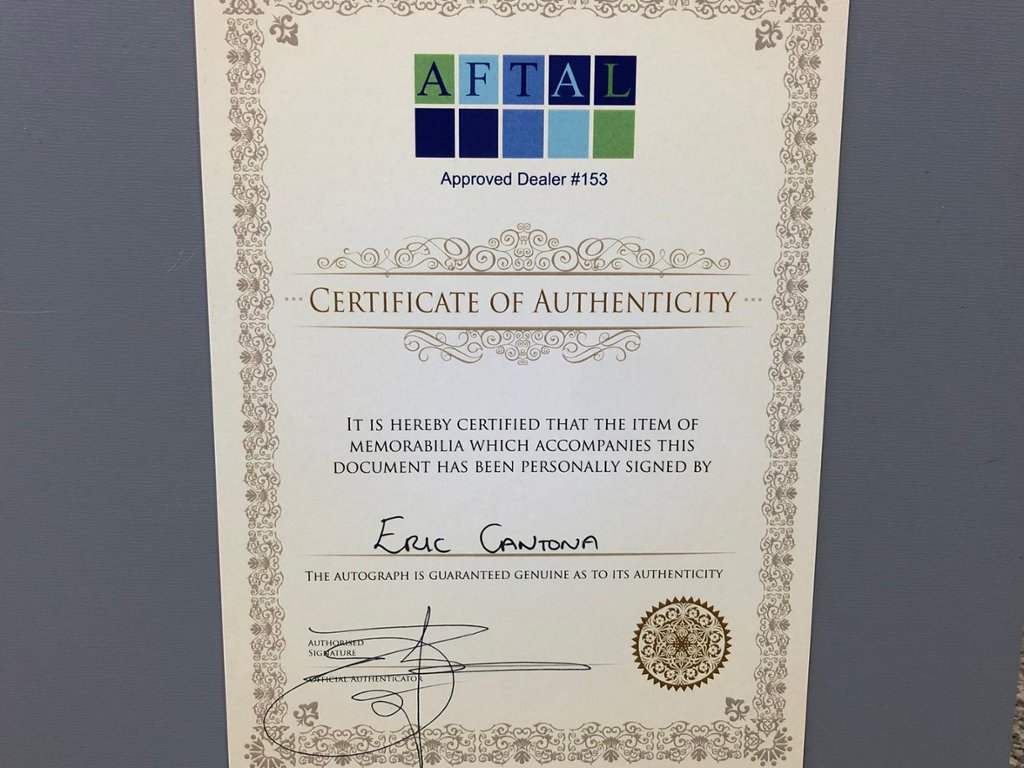 AFTAL
Approved Dealer #153
CERTIFICATE OF AUTHENTICITY
IT IS HEREBY CERTIFIED THAT THE ITEM OF
MEMORABILIA WHICH ACCOMPANIES THIS
DOCUMENT HAS BEEN PERSONALLY SIGNED BY
ERIC CANTONA
THE AUTOGRAPH IS GUARANTEED GENUINE AS TO ITS AUTHENTICITY
AUTHORISED
SIGNATURE
OFFICIAL AUTHENTICATOR